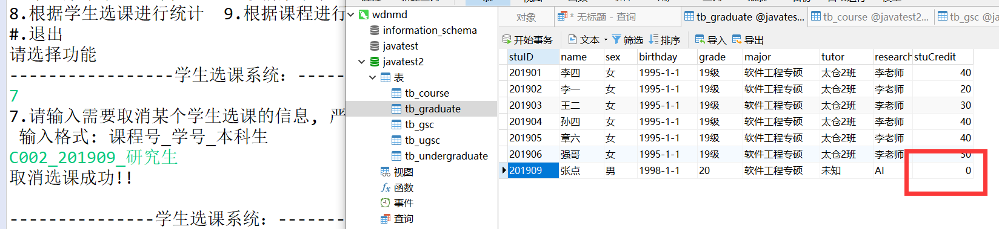 8.根据学生选课进行统计  9.根据课程进行
#.退出
请选择功能
-----------------学生选课系统：-----
7
7.请输入需要取消某个学生选课的信息，严
输入格式：课程号_学号_本科生
C002_201909_研究生
取消选课成功!!
---------------学生选课系统：-------
wdnmd
information_schema
javatest
javatest2
表
tb_course
tb_graduate
tb_gsc
tb_ugsc
tb_undergraduate
视图
fx 函数
事件
查询
对象 * 无标题 - 查询 tb_graduate @javates... tb_course @javatest2... tb_gsc @ja
开始事务 文本 筛选 排序 导入 导出
stuID name sex birthday grade major tutor research stuCredit
201901 李四 女 1995-1-1 19级 软件工程专硕 太仓2班 李老师 40
201902 李一 女 1995-1-1 19级 软件工程专硕 太仓2班 李老师 20
201903 王二 女 1995-1-1 19级 软件工程专硕 太仓2班 李老师 30
201904 孙四 女 1995-1-1 19级 软件工程专硕 太仓2班 李老师 40
201905 章六 女 1995-1-1 19级 软件工程专硕 太仓2班 李老师 40
201906 强哥 女 1995-1-1 19级 软件工程专硕 太仓2班 李老师
201909 张点 男 1998-1-1 20 软件工程专硕 未知 AI 0